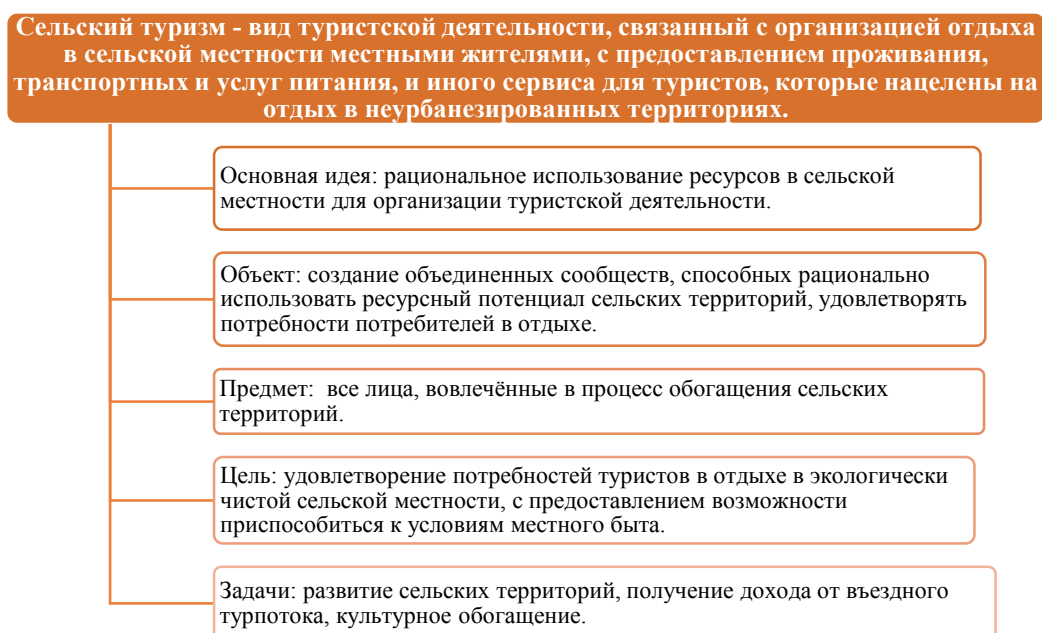 Сельский туризм - вид туристской деятельности, связанный с организацией отдыха
в сельской местности местными жителями, с предоставлением проживания,
транспортных и услуг питания, и иного сервиса для туристов, которые нацелены на
отдых в неурбанезированных территориях.
Основная идея: рациональное использование ресурсов в сельской
местности для организации туристской деятельности.
Объект: создание объединенных сообществ, способных рационально
использовать ресурсный потенциал сельских территорий, удовлетворять
потребности потребителей в отдыхе.
Предмет:  все лица, вовлечённые в процесс обогащения сельских
территорий.
Цель: удовлетворение потребностей туристов в отдыхе в экологически
чистой сельской местности, с предоставлением возможности
приспособиться к условиям местного быта.
Задачи: развитие сельских территорий, получение дохода от въездного
турпотока, культурное обогащение.